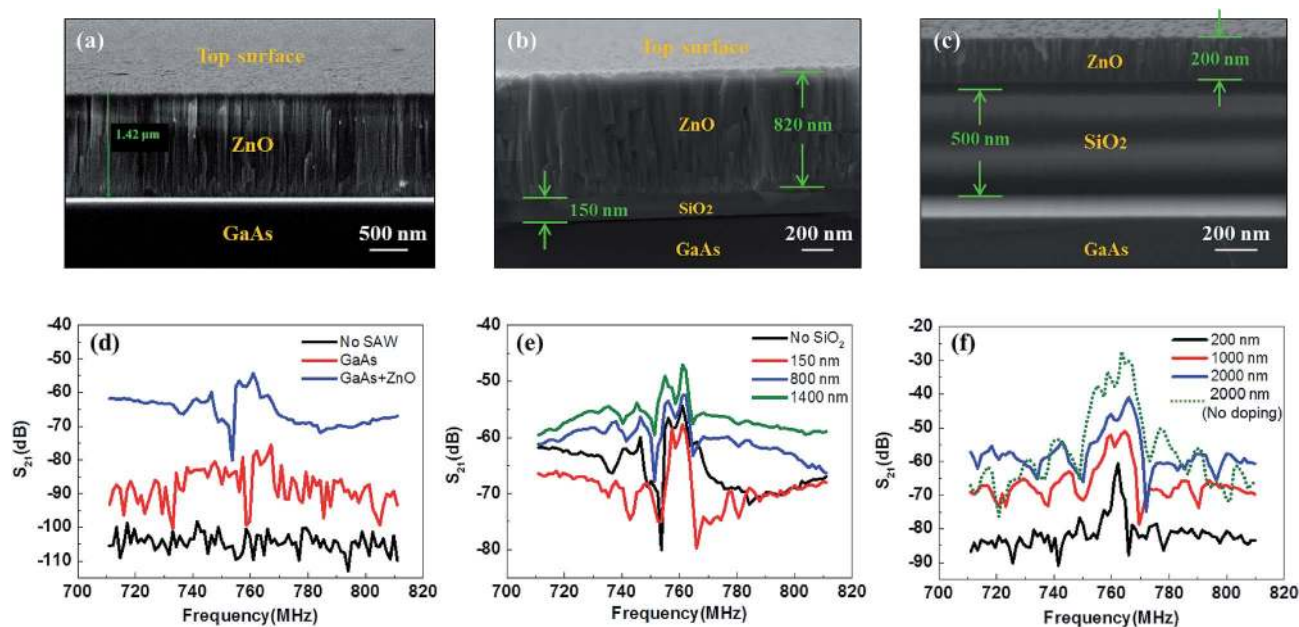 (a)
Top surface
1.42 µm
ZnO
GaAs
500 nm
(b)
Top surface
ZnO
820 nm
150 nm
SiO₂
GaAs
200 nm
(c)
ZnO
200 nm
500 nm
SiO₂
GaAs
200 nm
(d)
No SAW
GaAs
GaAs+ZnO
-40
-50
-60
-70
-80
-90
-100
-110
S₂₁(dB)
700 720 740 760 780 800 820
Frequency(MHz)
(e)
No SiO₂
150 nm
800 nm
1400 nm
-40
-50
-60
-70
-80
S₂₁(dB)
700 720 740 760 780 800 820
Frequency(MHz)
(f)
200 nm
1000 nm
2000 nm
2000 nm
(No doping)
-20
-30
-40
-50
-60
-70
-80
-90
S₂₁(dB)
700 720 740 760 780 800 820
Frequency(MHz)